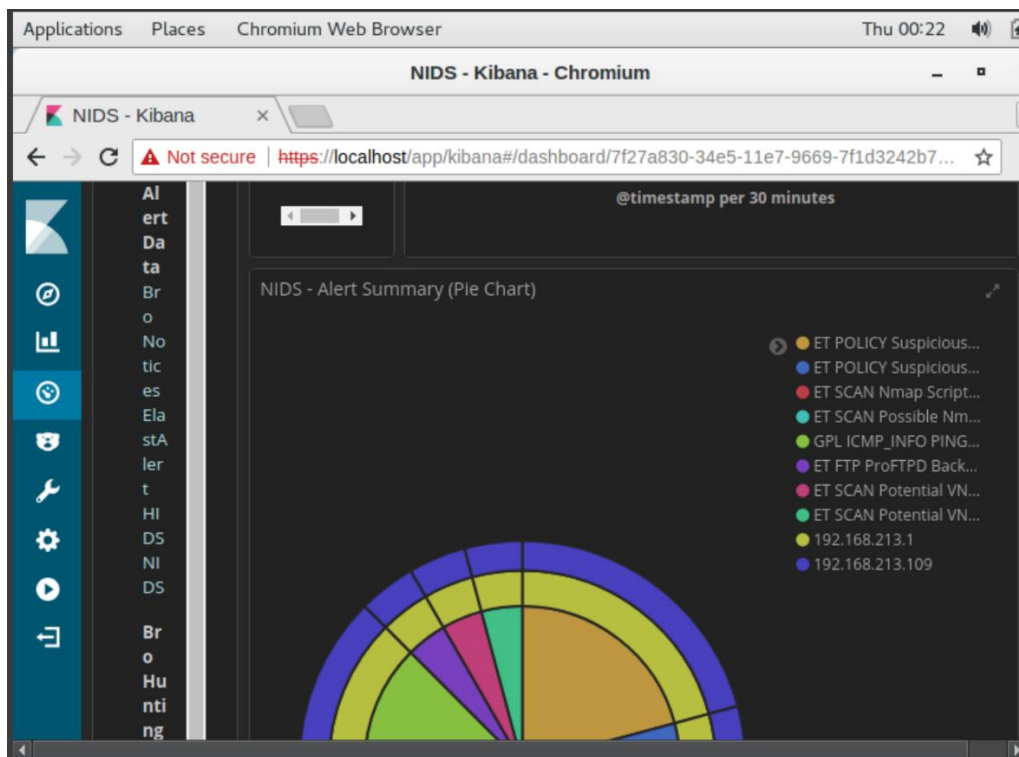 Applications Places Chromium Web Browser Thu 00:22
NIDS - Kibana - Chromium
NIDS - Kibana
Not secure https://localhost/app/kibana#/dashboard/7f27a830-34e5-11e7-9669-7f1d3242b7...
Al
ert
Da
ta
Br
o
No
tic
es
Ela
stA
ler
t
HI
DS
NI
DS
Br
o
Hu
nti
ng
@timestamp per 30 minutes
NIDS - Alert Summary (Pie Chart)
ET POLICY Suspicious...
ET POLICY Suspicious...
ET SCAN Nmap Script...
ET SCAN Possible Nm...
GPL ICMP_INFO PING...
ET FTP ProFTPD Back...
ET SCAN Potential VN...
ET SCAN Potential VN...
192.168.213.1
192.168.213.109